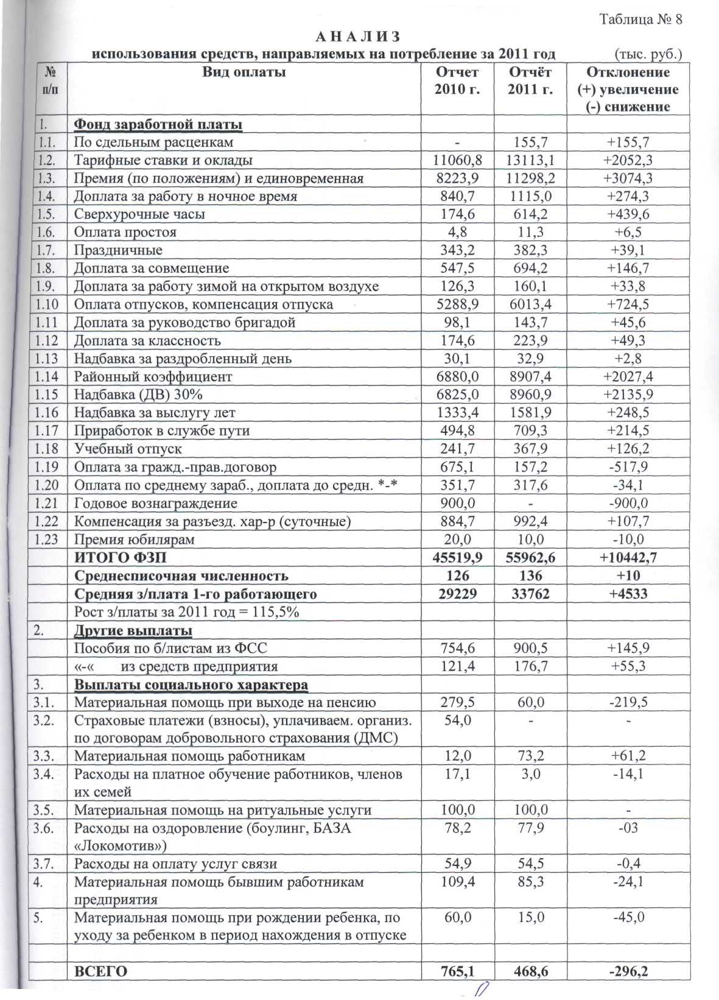 Таблица № 8
А Н А Л И З
использования средств, направляемых на потребление за 2011 год (тыс. руб.)
№ п/п Вид оплаты Отчет 2010 г. Отчёт 2011 г. Отклонение (+) увеличение (-) снижение
1. Фонд заработной платы
1.1. По сдельным расценкам - 155,7 +155,7
1.2. Тарифные ставки и оклады 11060,8 13113,1 +2052,3
1.3. Премия (по положениям) и единовременная 8223,9 11298,2 +3074,3
1.4. Доплата за работу в ночное время 840,7 1115,0 +274,3
1.5. Сверхурочные часы 174,6 614,2 +439,6
1.6. Оплата простоя 4,8 11,3 +6,5
1.7. Праздничные 343,2 382,3 +39,1
1.8. Доплата за совмещение 547,5 694,2 +146,7
1.9. Доплата за работу зимой на открытом воздухе 126,3 160,1 +33,8
1.10 Оплата отпусков, компенсация отпуска 5288,9 6013,4 +724,5
1.11 Доплата за руководство бригадой 98,1 143,7 +45,6
1.12 Доплата за классность 174,6 223,9 +49,3
1.13 Надбавка за раздробленный день 30,1 32,9 +2,8
1.14 Районный коэффициент 6880,0 8907,4 +2027,4
1.15 Надбавка (ДВ) 30% 6825,0 8960,9 +2135,9
1.16 Надбавка за выслугу лет 1333,4 1581,9 +248,5
1.17 Приработок в службе пути 494,8 709,3 +214,5
1.18 Учебный отпуск 241,7 367,9 +126,2
1.19 Оплата за гражд.-прав.договор 675,1 157,2 -517,9
1.20 Оплата по среднему зараб., доплата до средн. *-* 351,7 317,6 -34,1
1.21 Годовое вознаграждение 900,0 - -900,0
1.22 Компенсация за разъезд. хар-р (суточные) 884,7 992,4 +107,7
1.23 Премия юбилярам 20,0 10,0 -10,0
ИТОГО ФЗП 45519,9 55962,6 +10442,7
Среднесписочная численность 126 136 +10
Средняя з/плата 1-го работающего 29229 33762 +4533
Рост з/платы за 2011 год = 115,5%
2. Другие выплаты
Пособия по б/листам из ФСС 754,6 900,5 +145,9
«-« из средств предприятия 121,4 176,7 +55,3
3. Выплаты социального характера
3.1. Материальная помощь при выходе на пенсию 279,5 60,0 -219,5
3.2. Страховые платежи (взносы), уплачиваем. организ. 54,0 - -
по договорам добровольного страхования (ДМС)
3.3. Материальная помощь работникам 12,0 73,2 +61,2
3.4. Расходы на платное обучение работников, членов 17,1 3,0 -14,1
их семей
3.5. Материальная помощь на ритуальные услуги 100,0 100,0 -
3.6. Расходы на оздоровление (боулинг, БАЗА 78,2 77,9 -03
«Локомотив»)
3.7. Расходы на оплату услуг связи 54,9 54,5 -0,4
4. Материальная помощь бывшим работникам 109,4 85,3 -24,1
предприятия
5. Материальная помощь при рождении ребенка, по 60,0 15,0 -45,0
уходу за ребенком в период нахождения в отпуске
ВСЕГО 765,1 468,6 -296,2